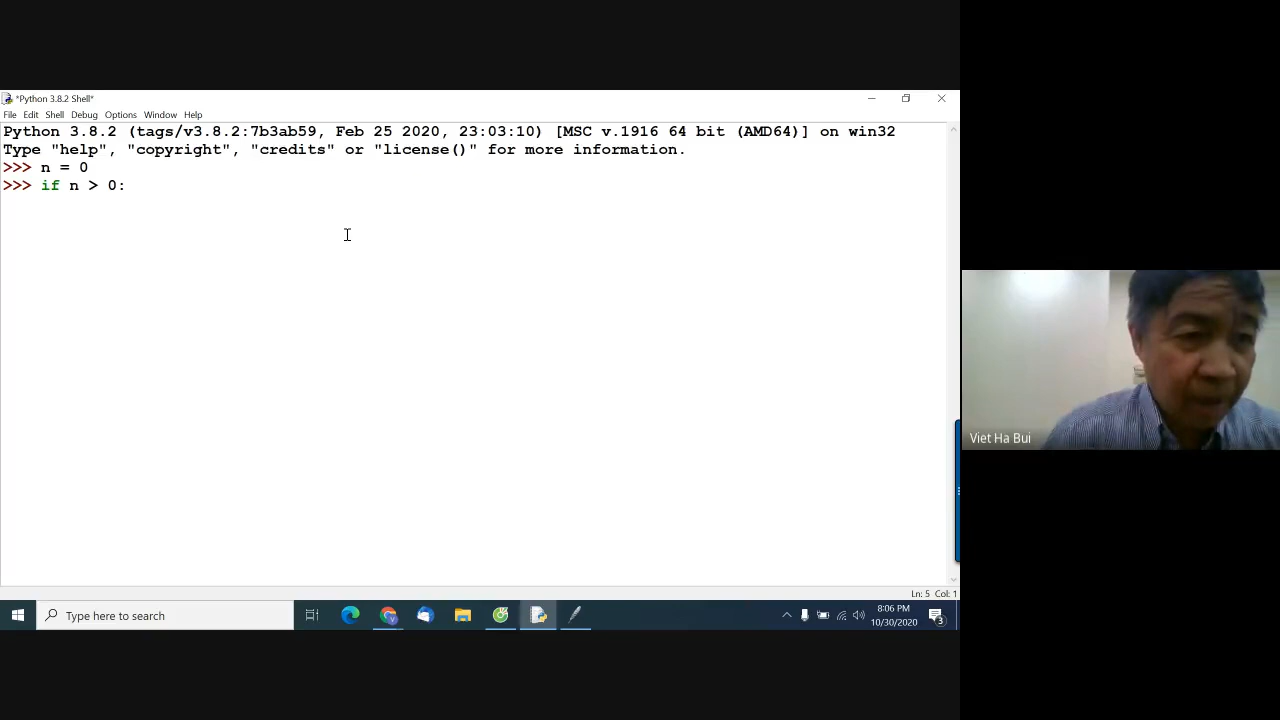 *Python 3.8.2 Shell*
File Edit Shell Debug Options Window Help
Python 3.8.2 (tags/v3.8.2:7b3ab59, Feb 25 2020, 23:03:10) [MSC v.1916 64 bit (AMD64)] on win32
Type "help", "copyright", "credits" or "license()" for more information.
>>> n = 0
>>> if n > 0:
Viet Ha Bui
Ln: 5 Col: 1
Type here to search
8:06 PM
10/30/2020
3